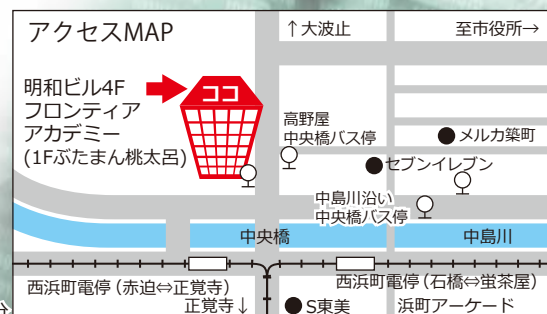 アクセスMAP
↑大波止
至市役所→
明和ビル4F
フロンティア
アカデミー
(1Fぶたまん桃太呂)
ココ
高野屋
中央橋バス停
●メルカ築町
●セブンイレブン
中島川沿い
中央橋バス停
中央橋
中島川
西浜町電停(赤迫⇔正覚寺)
西浜町電停(石橋⇔蛍茶屋)
正覚寺↓
●S東美
浜町アーケード
分